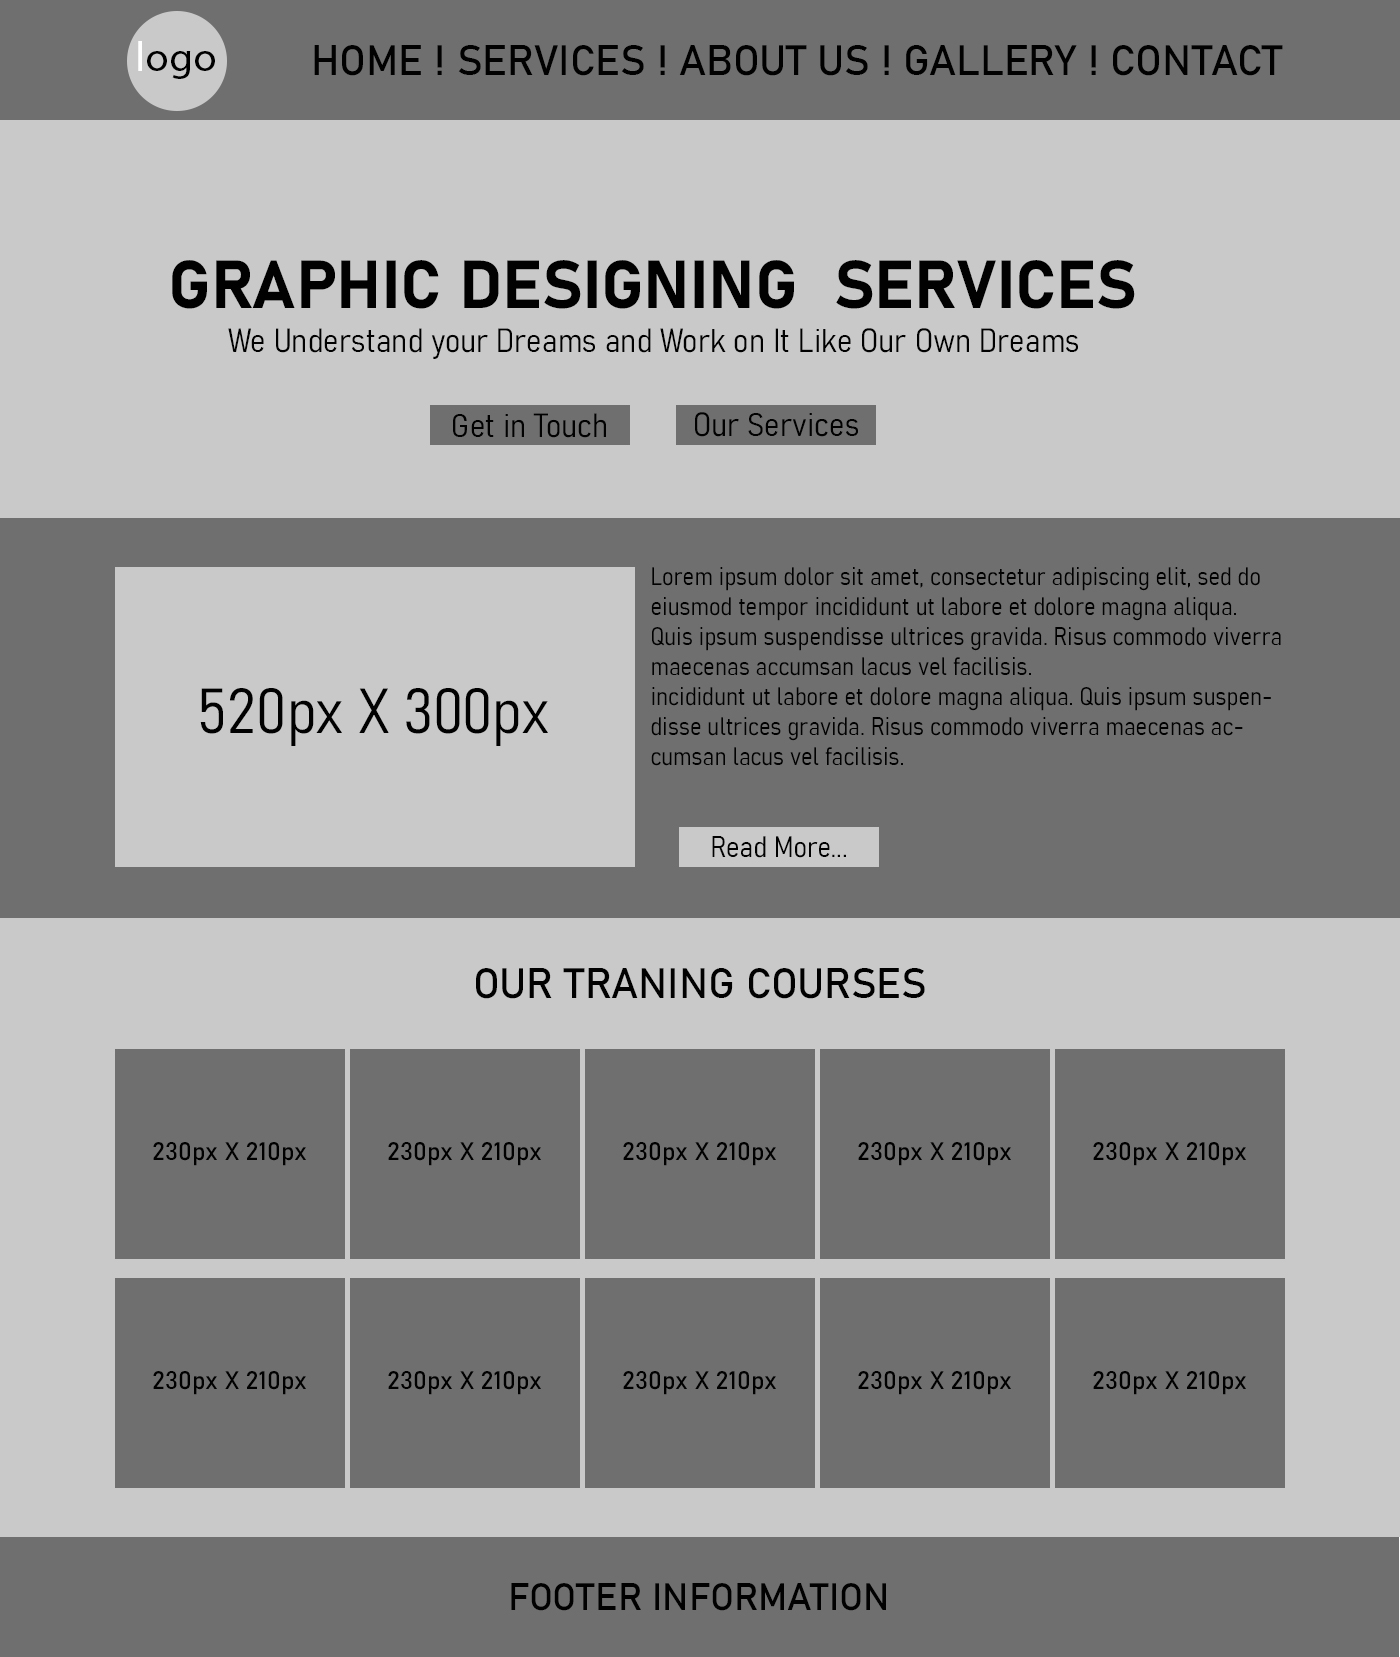 logo
HOME ! SERVICES ! ABOUT US ! GALLERY ! CONTACT
GRAPHIC DESIGNING  SERVICES
We Understand your Dreams and Work on It Like Our Own Dreams
Get in Touch
Our Services
520px X 300px
Lorem ipsum dolor sit amet, consectetur adipiscing elit, sed do
eiusmod tempor incididunt ut labore et dolore magna aliqua.
Quis ipsum suspendisse ultrices gravida. Risus commodo viverra
maecenas accumsan lacus vel facilisis.
incididunt ut labore et dolore magna aliqua. Quis ipsum suspen-
disse ultrices gravida. Risus commodo viverra maecenas ac-
cumsan lacus vel facilisis.
Read More...
OUR TRANING COURSES
230px X 210px
230px X 210px
230px X 210px
230px X 210px
230px X 210px
230px X 210px
230px X 210px
230px X 210px
230px X 210px
230px X 210px
FOOTER INFORMATION